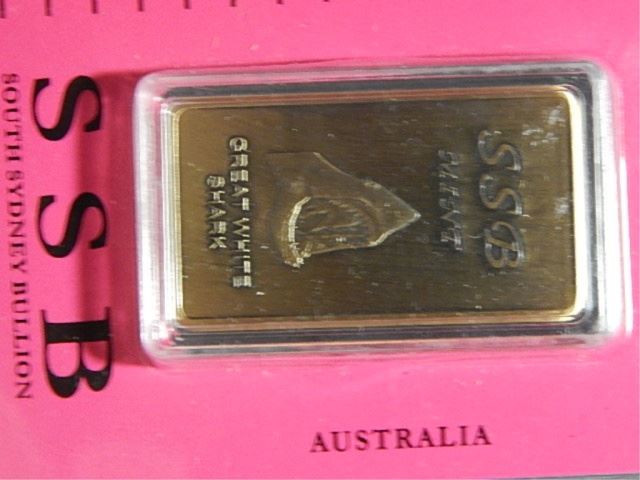 SSB
SOUTH SYDNEY BULLION
SSB
GREAT WHITE
SHARK
AUSTRALIA